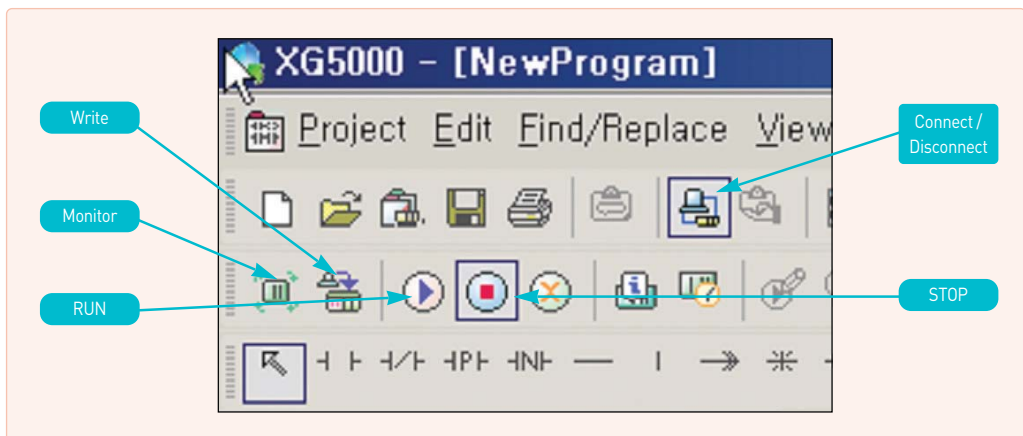 XG5000 - [NewProgram]
Write
Project Edit Find/Replace View
Connect /
Disconnect
Monitor
RUN
STOP
P
N